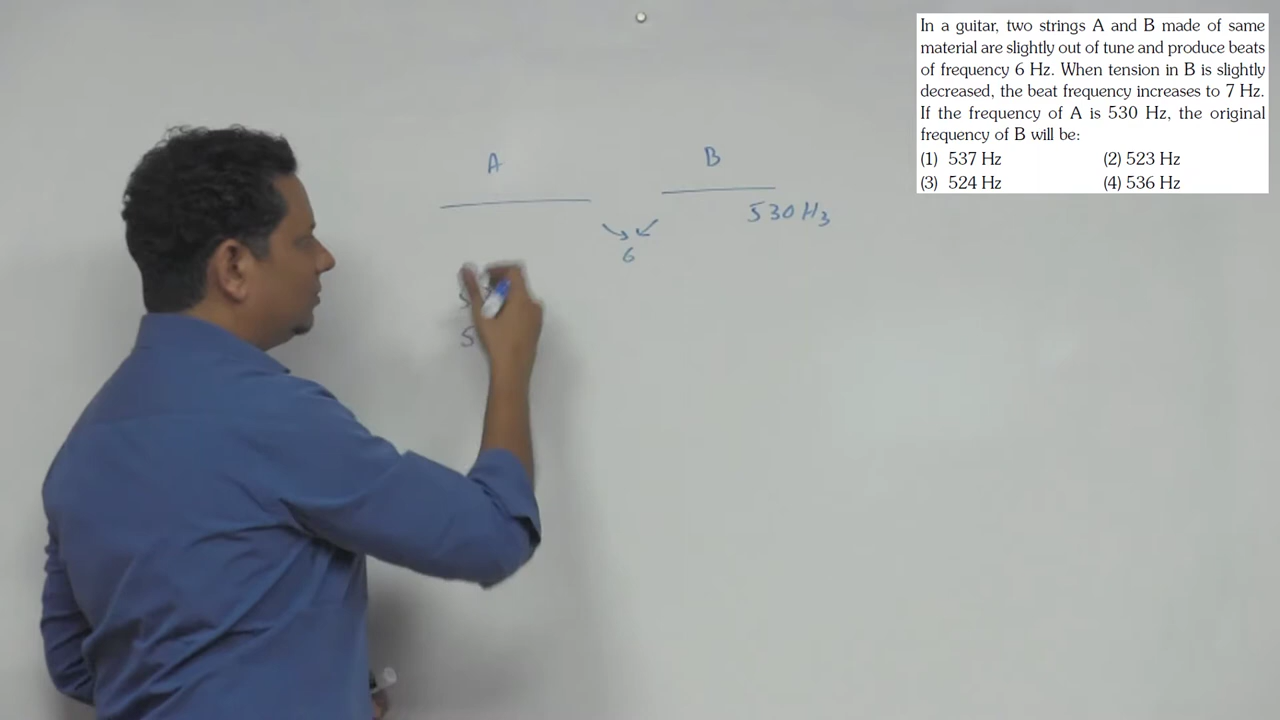 In a guitar, two strings A and B made of same
material are slightly out of tune and produce beats
of frequency 6 Hz. When tension in B is slightly
decreased, the beat frequency increases to 7 Hz.
If the frequency of A is 530 Hz, the original
frequency of B will be:
(1) 537 Hz (2) 523 Hz
(3) 524 Hz (4) 536 Hz
A B
530 Hz
6